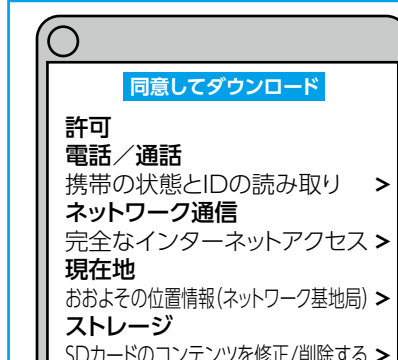 同意してダウンロード
許可
電話／通話
携帯の状態とIDの読み取り >
ネットワーク通信
完全なインターネットアクセス >
現在地
おおよその位置情報(ネットワーク基地局) >
ストレージ
SDカードのコンテンツを修正/削除する >